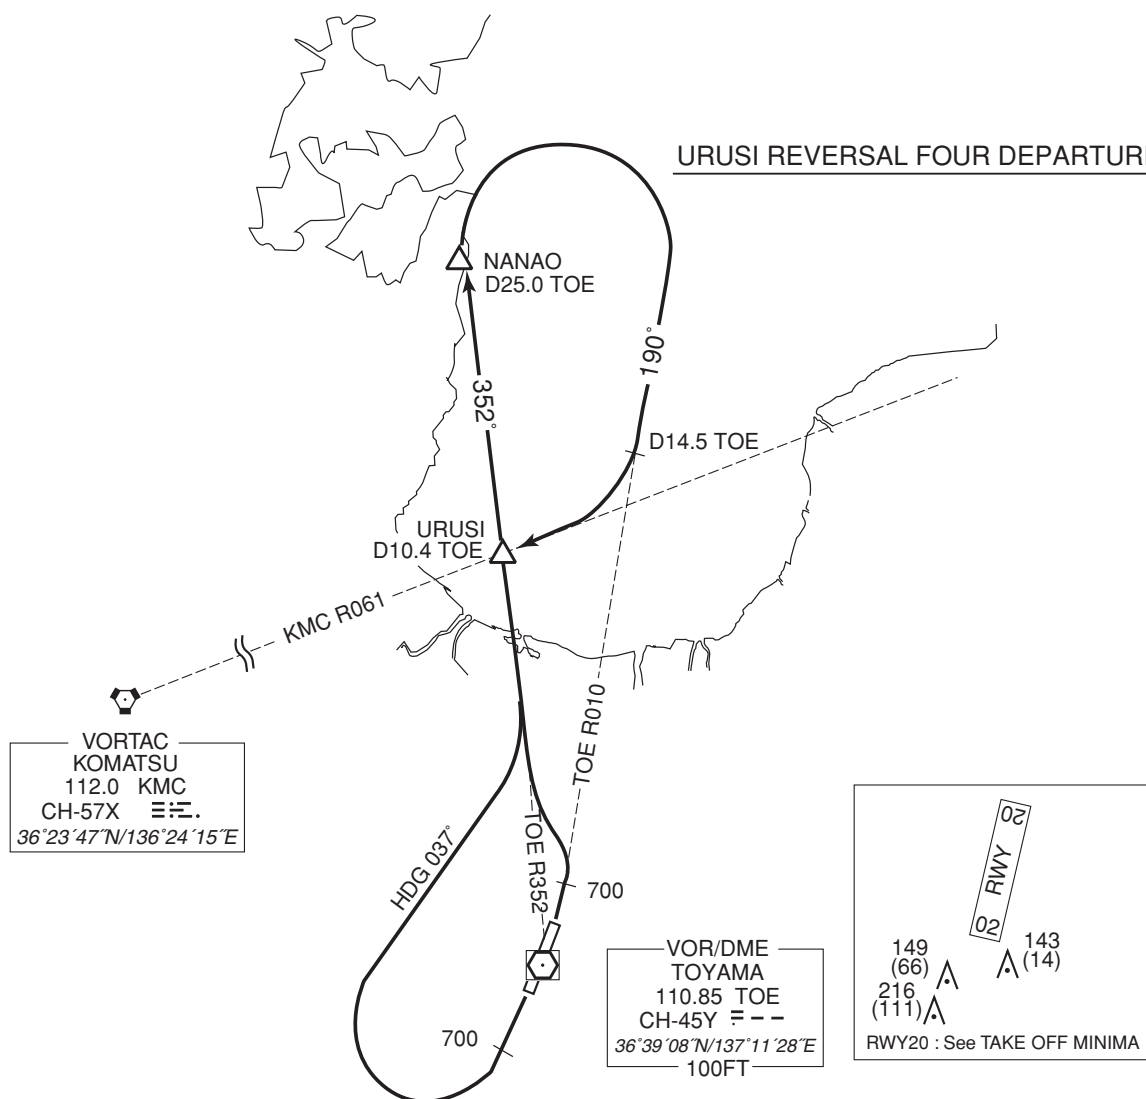 URUSI REVERSAL FOUR DEPARTUR
NANAO
D25.0 TOE
190°
352°
D14.5 TOE
URUSI
D10.4 TOE
KMC R061
VORTAC
KOMATSU
112.0 KMC
CH-57X
36°23´47˝N/136°24´15˝E
TOE R010
HDG 037°
TOE R352
700
VOR/DME
TOYAMA
110.85 TOE
CH-45Y
36°39´08˝N/137°11´28˝E
100FT
700
20
RWY
02
149
(66)
143
(14)
216
(111)
RWY20 : See TAKE OFF MINIMA